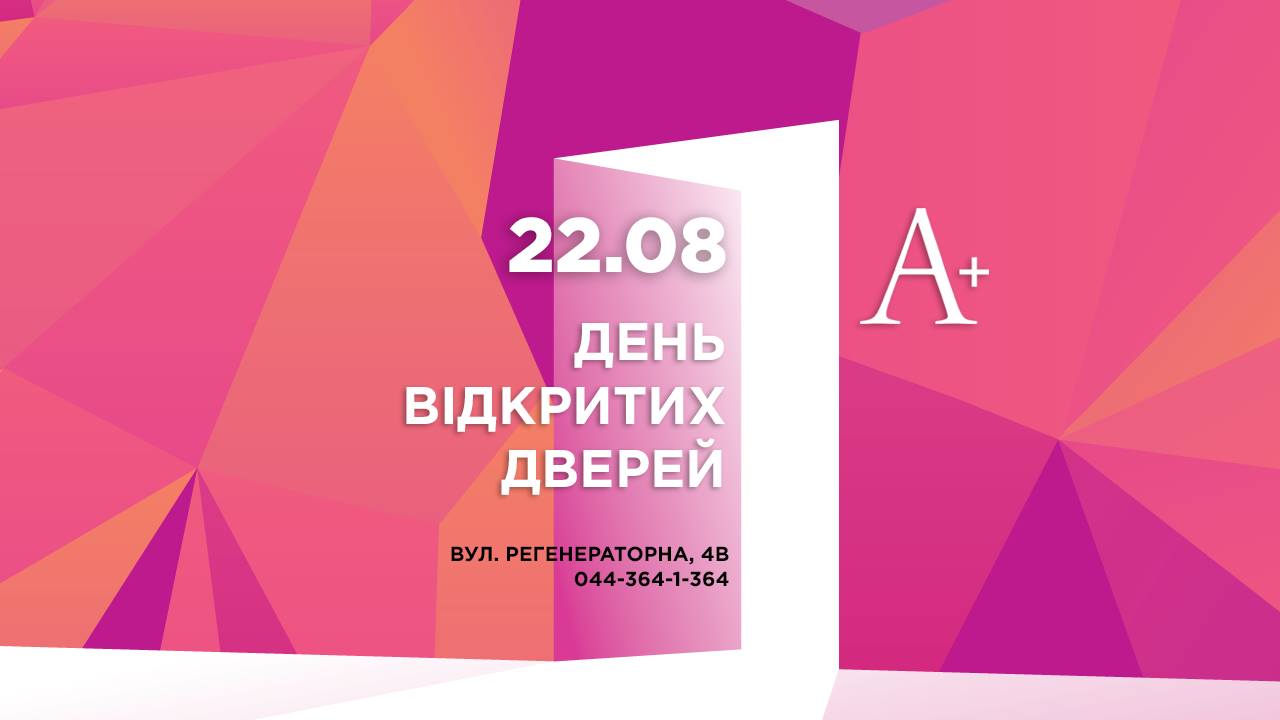 22.08
ДЕНЬ
ВІДКРИТИХ
ДВЕРЕЙ
ВУЛ. РЕГЕНЕРАТОРНА, 4В
044-364-1-364
A+